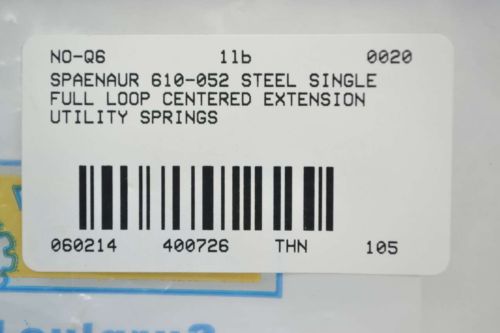 NO-Q6 1lb 0020
SPAENAUR 610-052 STEEL SINGLE
FULL LOOP CENTERED EXTENSION
UTILITY SPRINGS
060214 400726 THN 105